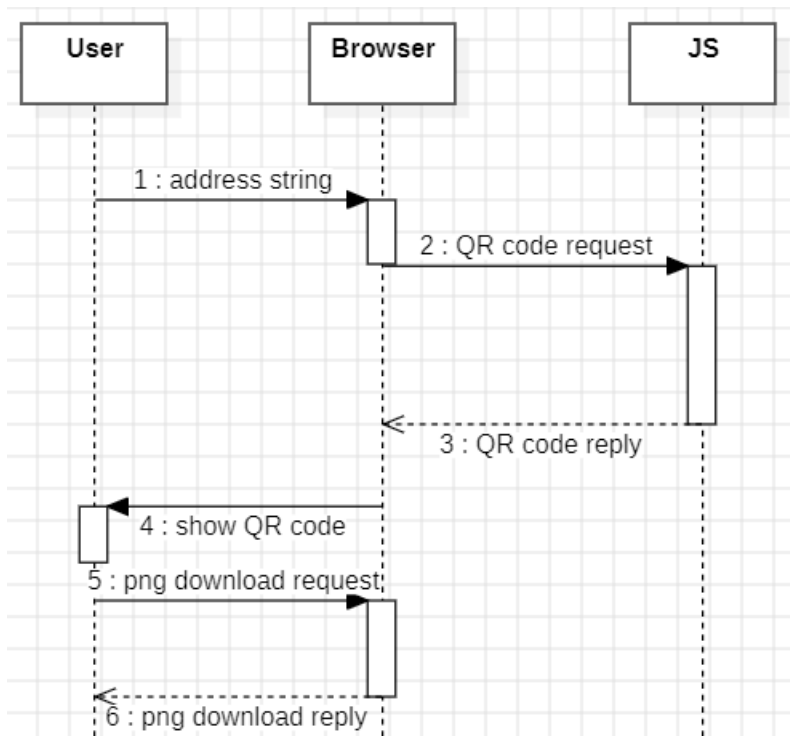 User
Browser
JS
1 : address string
2 : QR code request
3 : QR code reply
4 : show QR code
5 : png download request
6 : png download reply